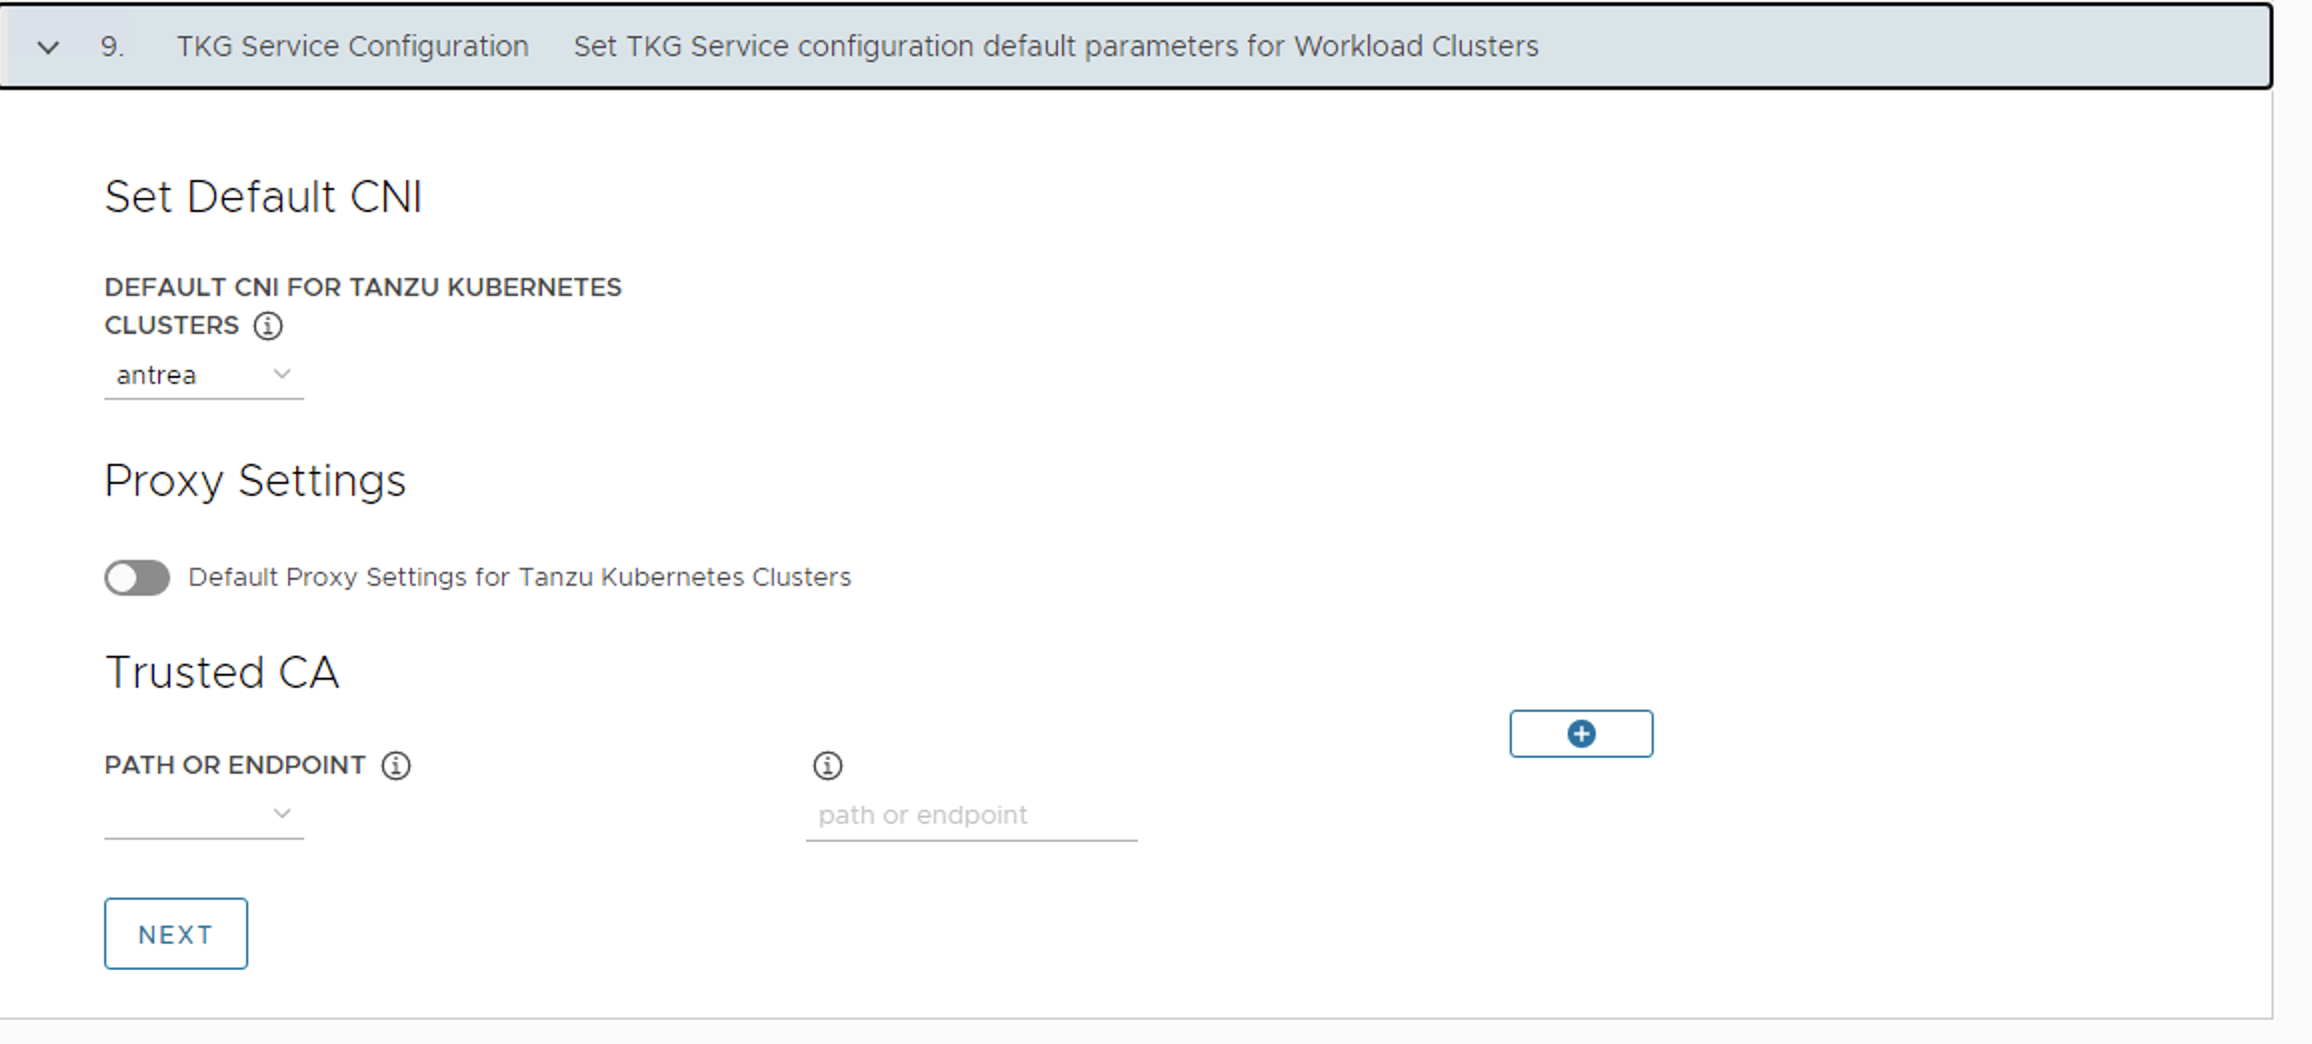 9. TKG Service Configuration Set TKG Service configuration default parameters for Workload Clusters
Set Default CNI
DEFAULT CNI FOR TANZU KUBERNETES
CLUSTERS
antrea
Proxy Settings
Default Proxy Settings for Tanzu Kubernetes Clusters
Trusted CA
PATH OR ENDPOINT
path or endpoint
NEXT